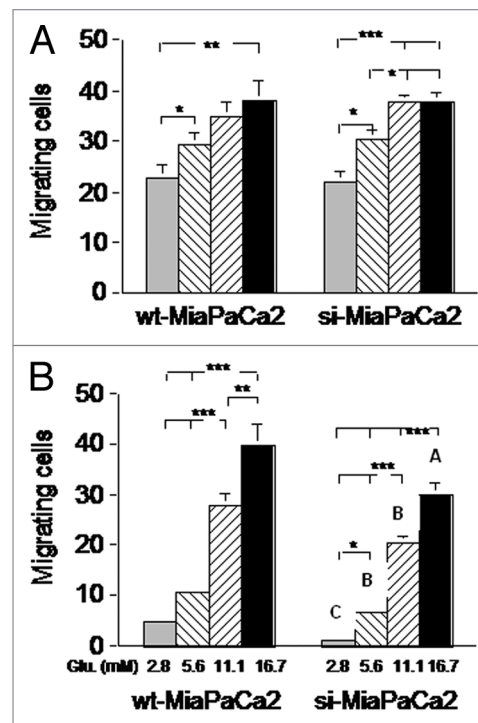 A
50
40
30
20
10
0
Migrating cells
**
*
***
*
*
wt-MiaPaCa2 si-MiaPaCa2
B
50
40
30
20
10
0
Migrating cells
***
**
***
***
A
***
B
*
B
C
Glu. (mM) 2.8 5.6 11.1 16.7 2.8 5.6 11.1 16.7
wt-MiaPaCa2 si-MiaPaCa2